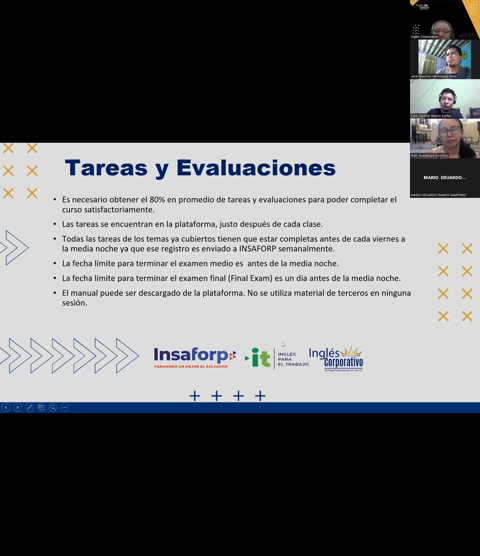 Tareas y Evaluaciones
• Es necesario obtener el 80% en promedio de tareas y evaluaciones para poder completar el
curso satisfactoriamente.
• Las tareas se encuentran en la plataforma, justo después de cada clase.
• Todas las tareas de los temas ya cubiertos tienen que estar completas antes de cada viernes a
la media noche ya que ese registro es enviado a INSAFORP semanalmente.
• La fecha límite para terminar el examen medio es antes de la media noche.
• La fecha límite para terminar el examen final (Final Exam) es un dia antes de la media noche.
• El manual puede ser descargado de la plataforma. No se utiliza material de terceros en ninguna
sesión.
Insaforp
FORMANDO UN MEJOR EL SALVADOR
it
INGLES
PARA
EL TRABAJO
Inglés
Corporativo
MARIO EDUARDO...
MARIO EDUARDO RAMOS MARTÍNEZ